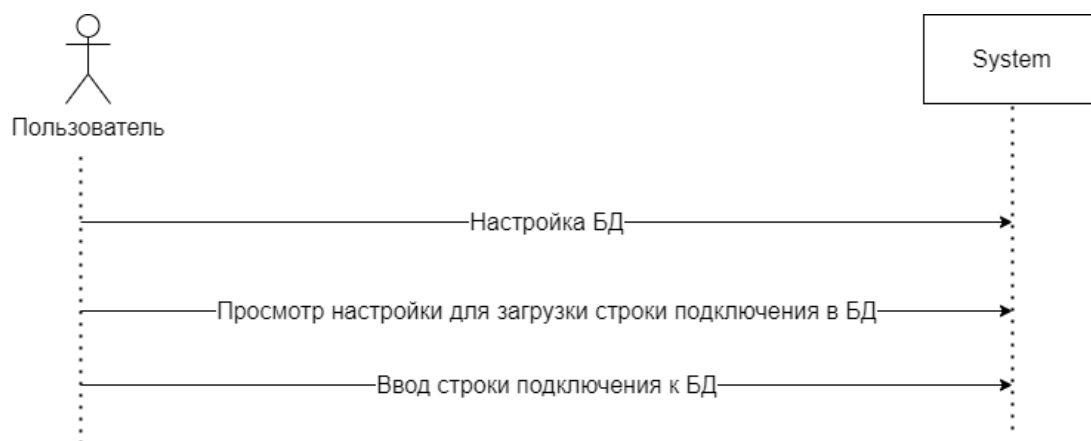 System
Пользователь
Настройка БД
Просмотр настройки для загрузки строки подключения в БД
Ввод строки подключения к БД